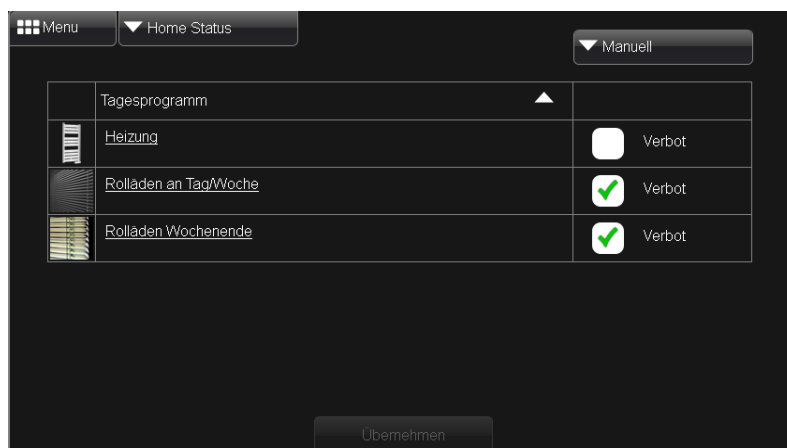 Menu
Home Status
Manuell
Tagesprogramm
Heizung
Verbot
Rolläden an Tag/Woche
Verbot
Rolläden Wochenende
Verbot
Übernehmen